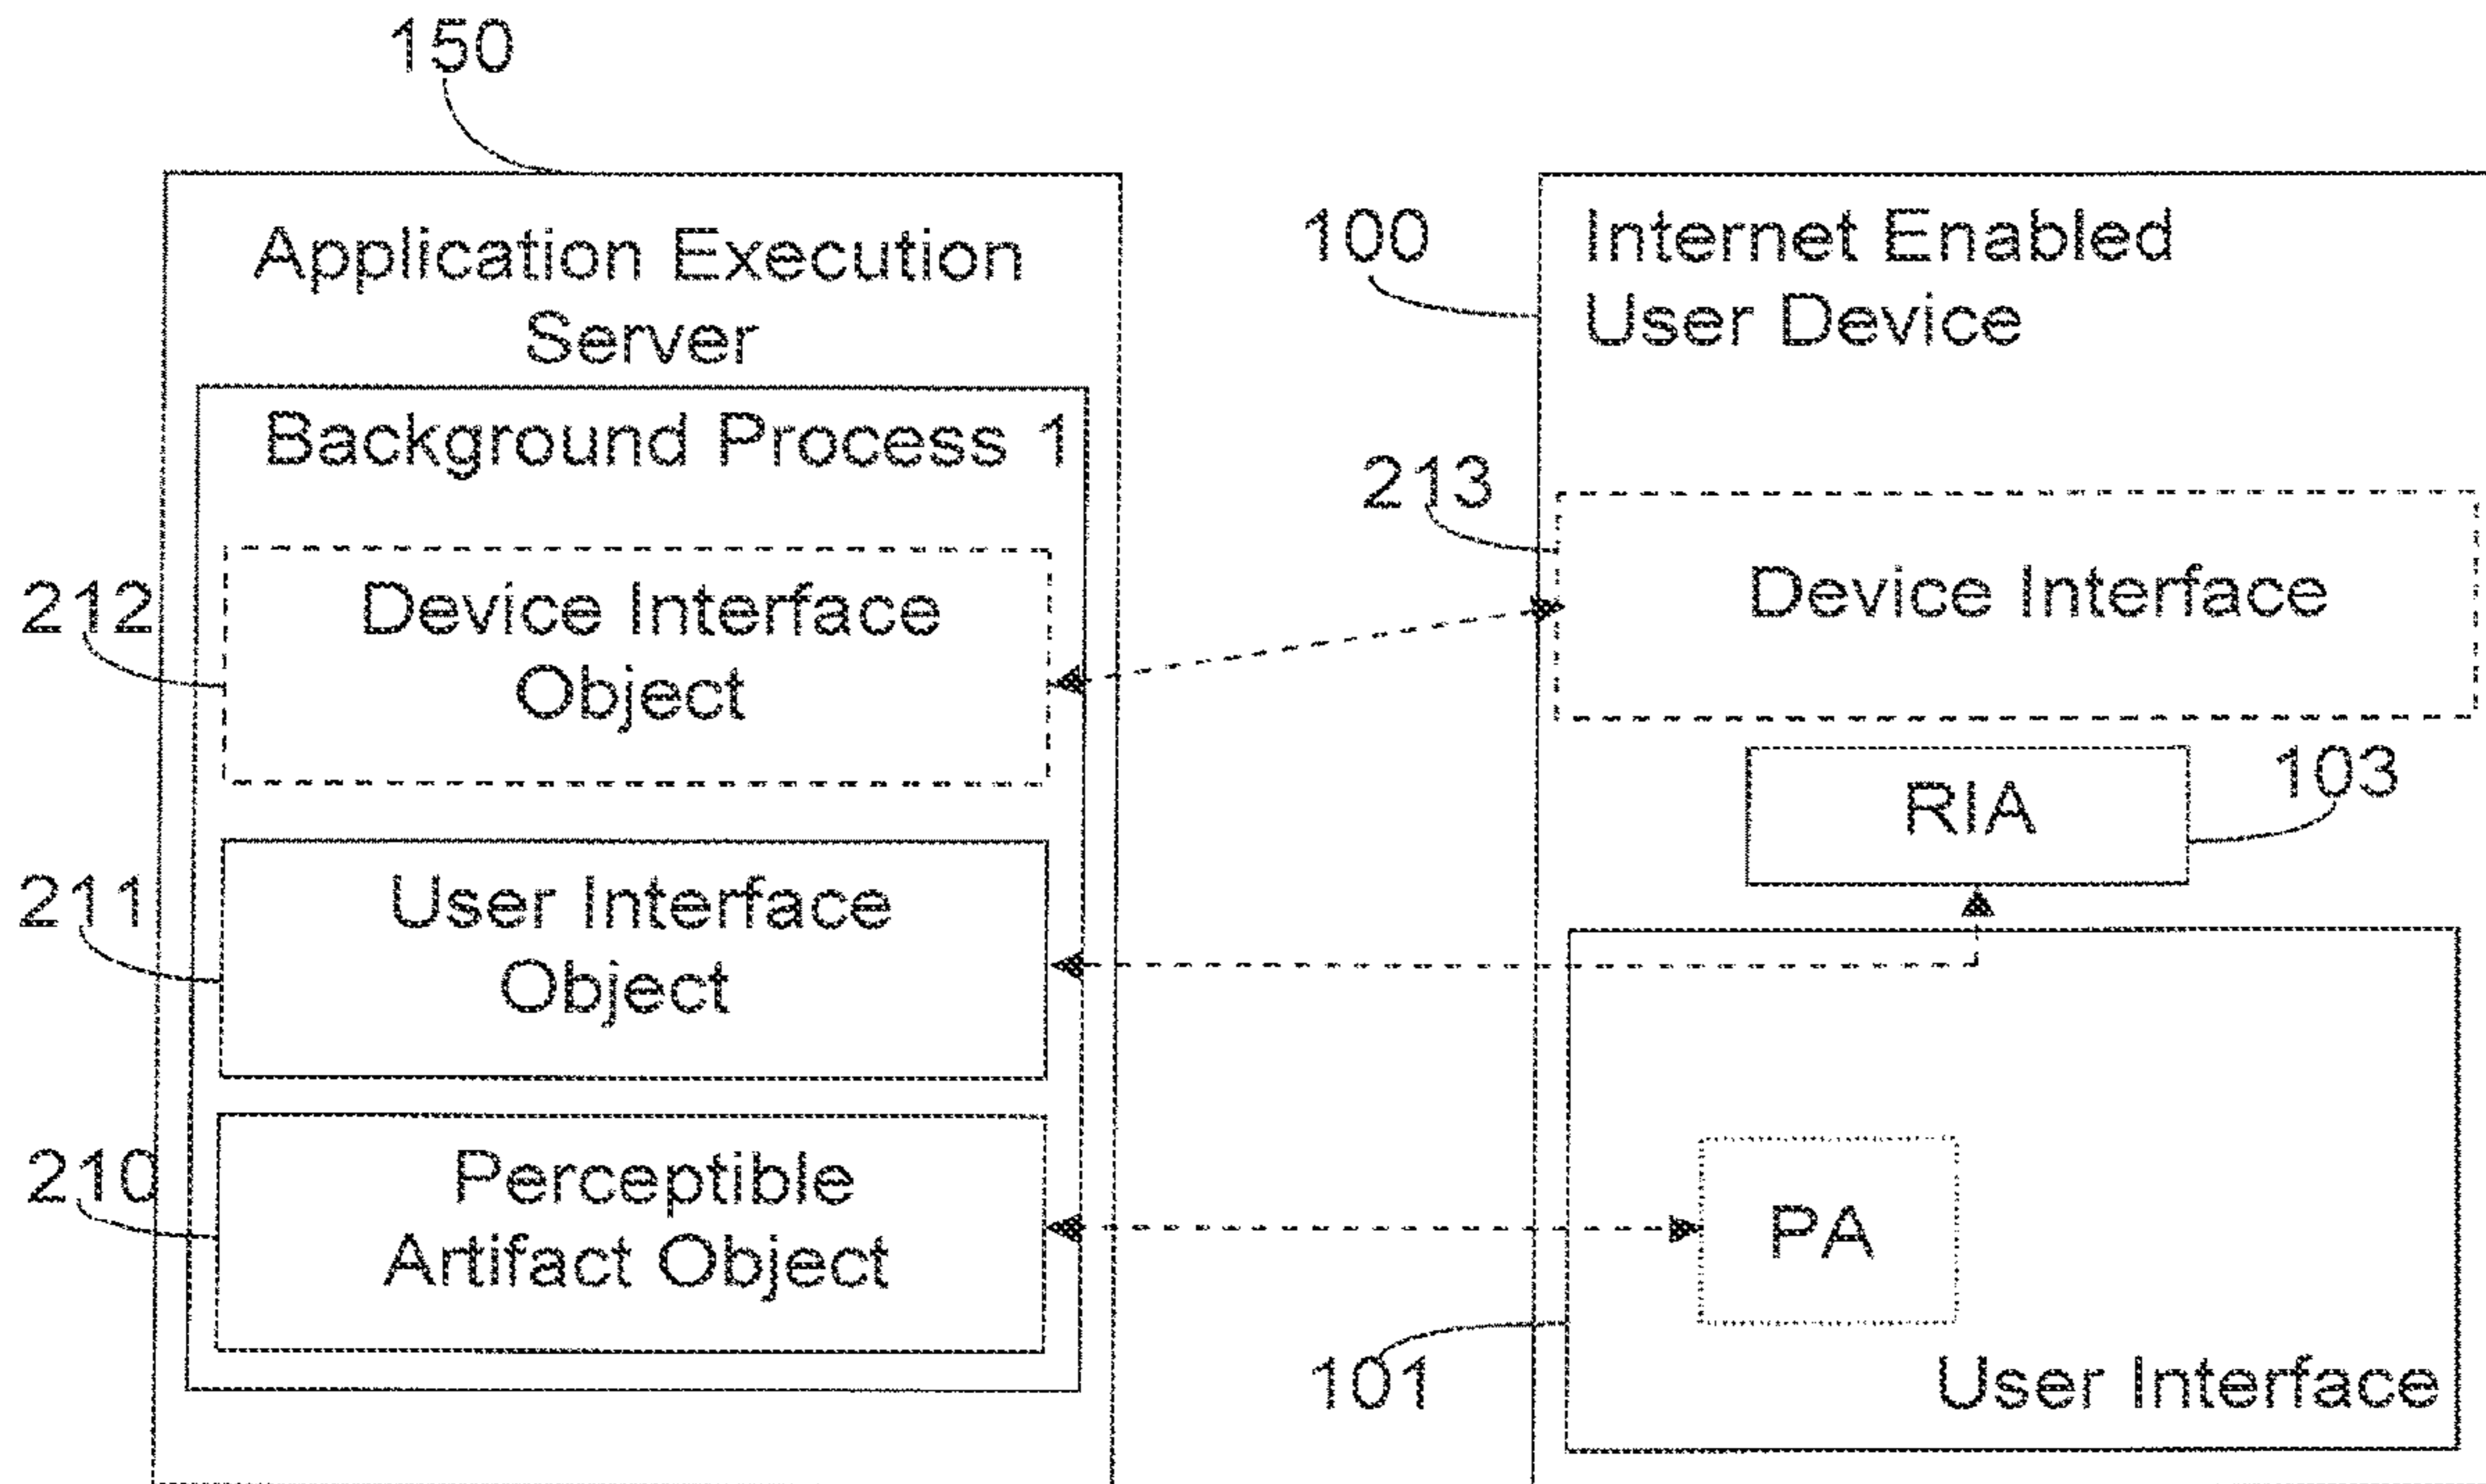 150
Application Execution
Server
Background Process 1
212
Device Interface
Object
211
User Interface
Object
210
Perceptible
Artifact Object
100
Internet Enabled
User Device
213
Device Interface
RIA
103
PA
101
User Interface